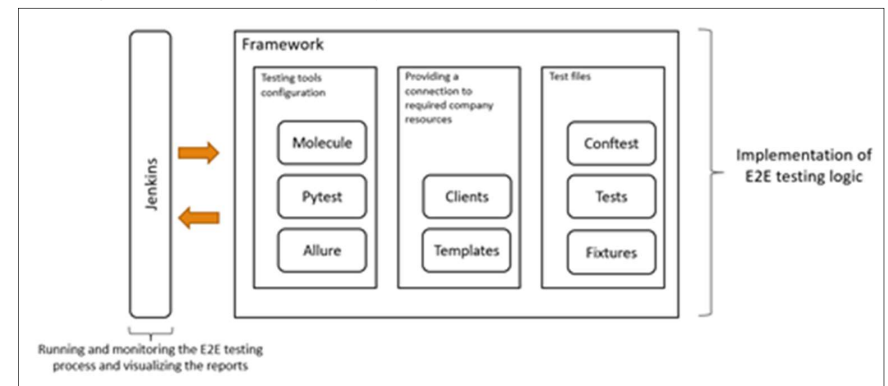 Framework
Testing tools
configuration
Molecule
Pytest
Allure
Providing a
connection to
required company
resources
Clients
Templates
Test files
Conftest
Tests
Fixtures
Jenkins
Implementation of
E2E testing logic
Running and monitoring the E2E testing
process and visualizing the reports